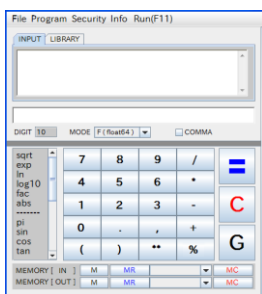 File Program Security Info Run(F11)
INPUT LIBRARY
DIGIT 10 MODE F(float64) COMMA
sqrt
exp
ln
log10
fac
abs
-------
pi
sin
cos
tan
7 8 9 /
4 5 6 *
1 2 3 -
0 . , +
( ) ** %
=
C
G
MEMORY [ IN ] M MR MC
MEMORY [ OUT ] M MR MC